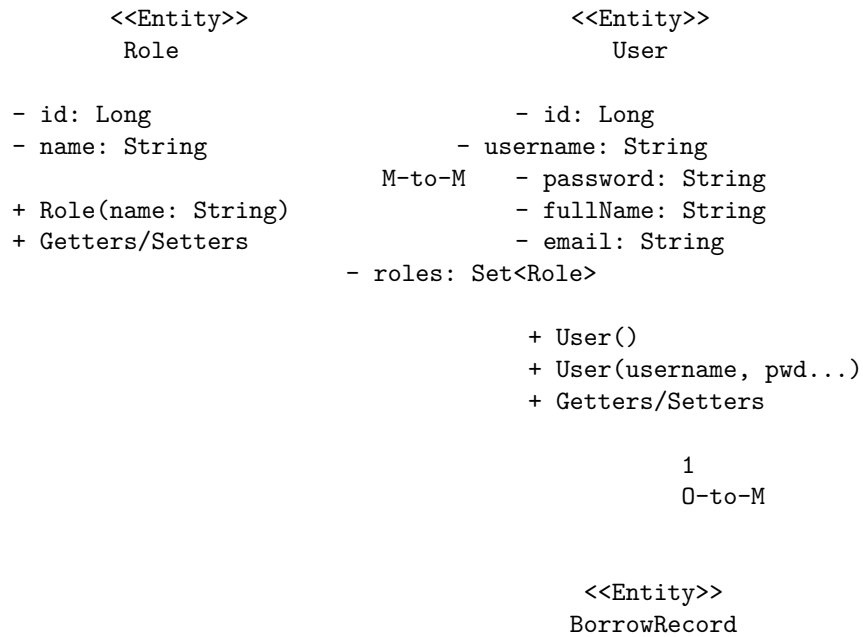 <<Entity>> <<Entity>>
Role User
- id: Long - id: Long
- name: String - username: String
M-to-M - password: String
+ Role(name: String) - fullName: String
+ Getters/Setters - email: String
- roles: Set<Role>
+ User()
+ User(username, pwd...)
+ Getters/Setters
1
O-to-M
<<Entity>>
BorrowRecord